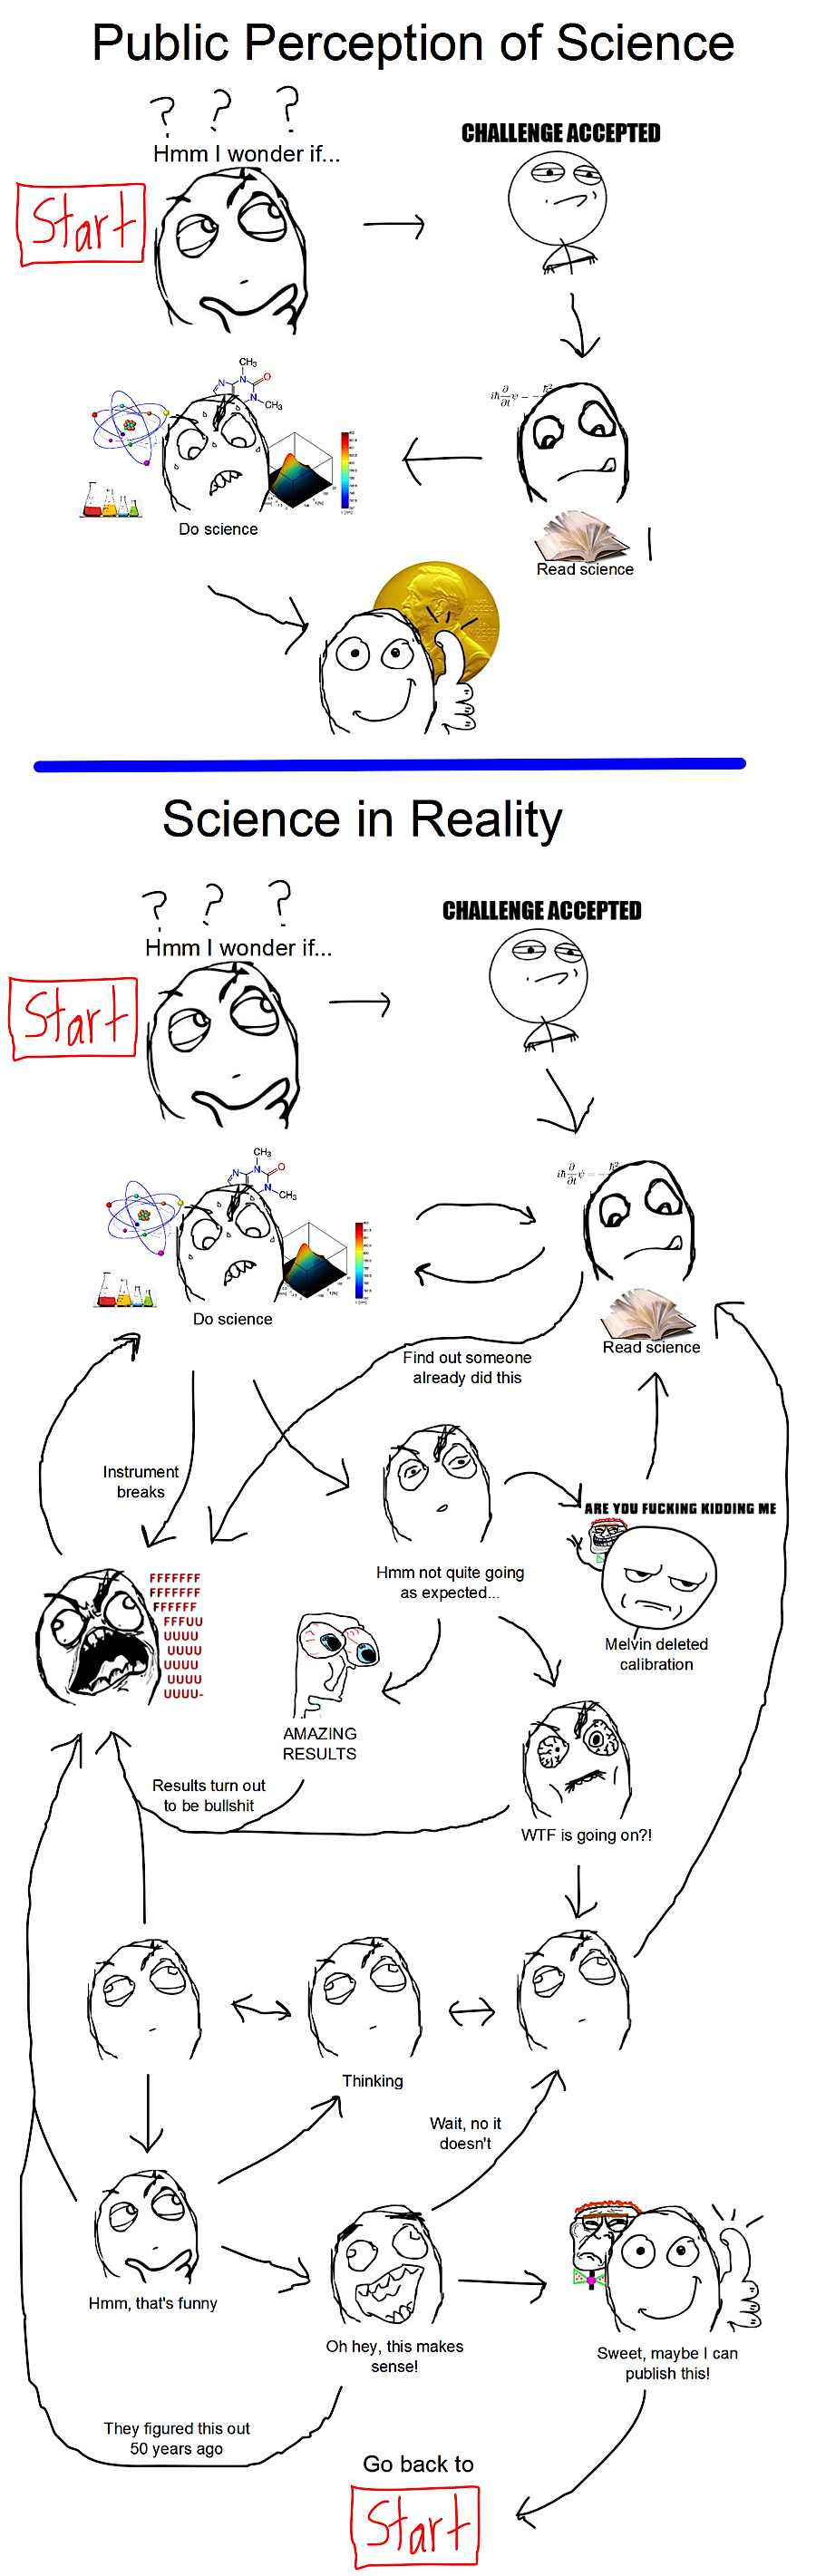 Public Perception of Science
? ? ?
Hmm I wonder if...
CHALLENGE ACCEPTED
Start
CH₃
N
N
O
N
CH₃
iħ ∂/∂t ψ = - ħ²
Do science
Read science
Science in Reality
? ? ?
Hmm I wonder if...
CHALLENGE ACCEPTED
Start
CH₃
N
N
O
N
CH₃
iħ ∂/∂t ψ = - ħ²
Do science
Read science
Find out someone
already did this
Instrument
breaks
ARE YOU FUCKING KIDDING ME
Hmm not quite going
as expected...
FFFFFFF
FFFFFFF
FFFFFF
FFFUU
UUUU
UUUU
UUUU
UUUU
UUUU-
Melvin deleted
calibration
AMAZING
RESULTS
Results turn out
to be bullshit
WTF is going on?!
Thinking
Wait, no it
doesn't
Hmm, that's funny
Oh hey, this makes
sense!
Sweet, maybe I can
publish this!
They figured this out
50 years ago
Go back to
Start